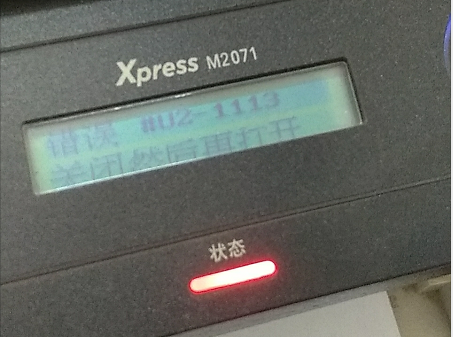 Xpress M2071
错误 #U2-1113
关闭然后再打开
状态